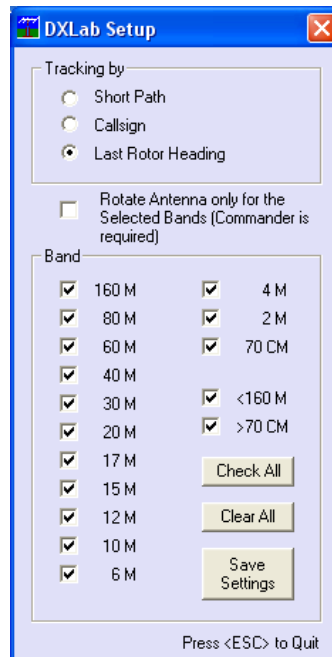 DXLab Setup
Tracking by
Short Path
Callsign
Last Rotor Heading
Rotate Antenna only for the
Selected Bands (Commander is
required)
Band
160 M
80 M
60 M
40 M
30 M
20 M
17 M
15 M
12 M
10 M
6 M
4 M
2 M
70 CM
<160 M
>70 CM
Check All
Clear All
Save
Settings
Press <ESC> to Quit